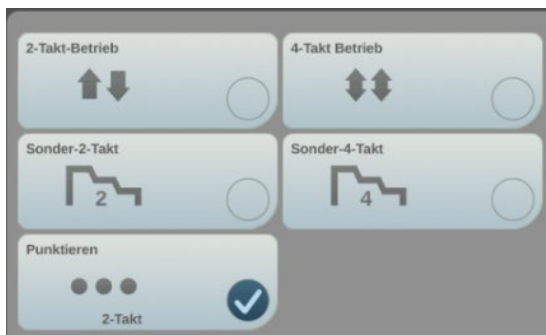 2-Takt-Betrieb
4-Takt Betrieb
Sonder-2-Takt
2
Sonder-4-Takt
4
Punktieren
2-Takt